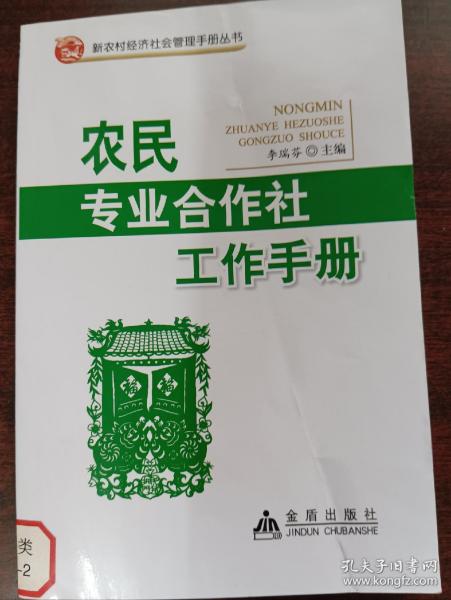 新农村经济社会管理手册丛书
NONGMIN
ZHUANYE HEZUOSHE
GONGZUO SHOUCE
李瑞芬◎主编
农民
专业合作社
工作手册
金盾出版社
JINDUN CHUBANSHE
类
-2
孔夫子旧书网
www.kongfz.com